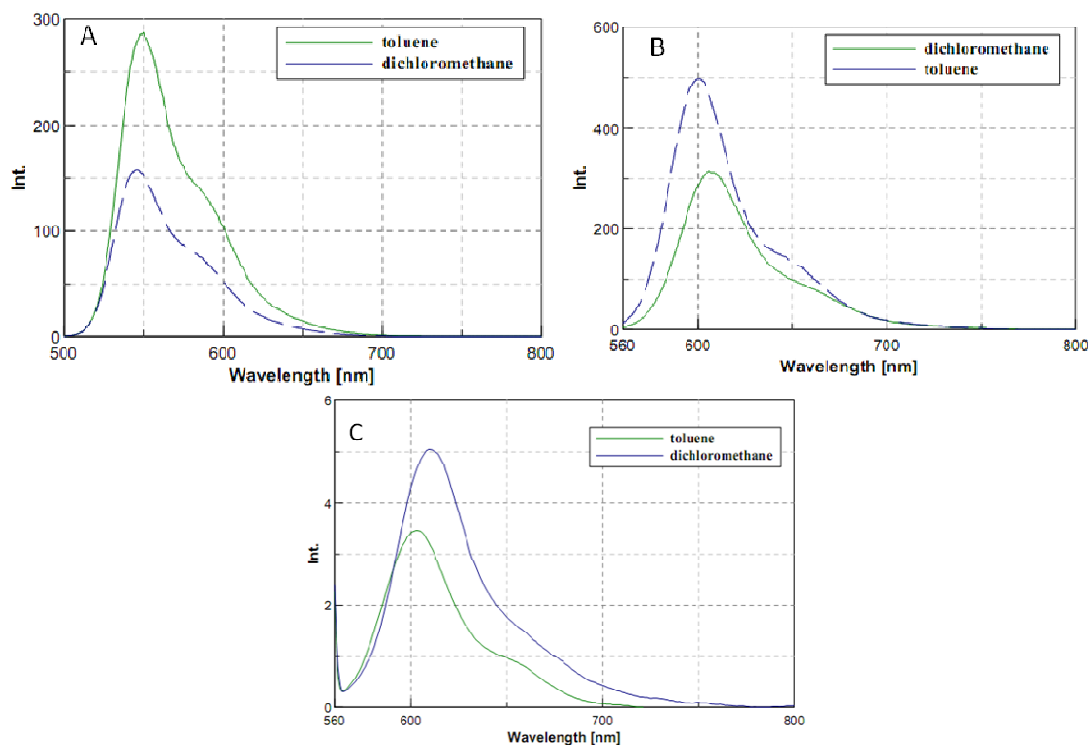 A
toluene
dichloromethane
300
200
100
0
Int.
500
600
700
800
Wavelength [nm]
B
dichloromethane
toluene
600
400
200
0
Int.
560
600
700
800
Wavelength [nm]
C
toluene
dichloromethane
6
4
2
0
Int.
560
600
700
800
Wavelength [nm]